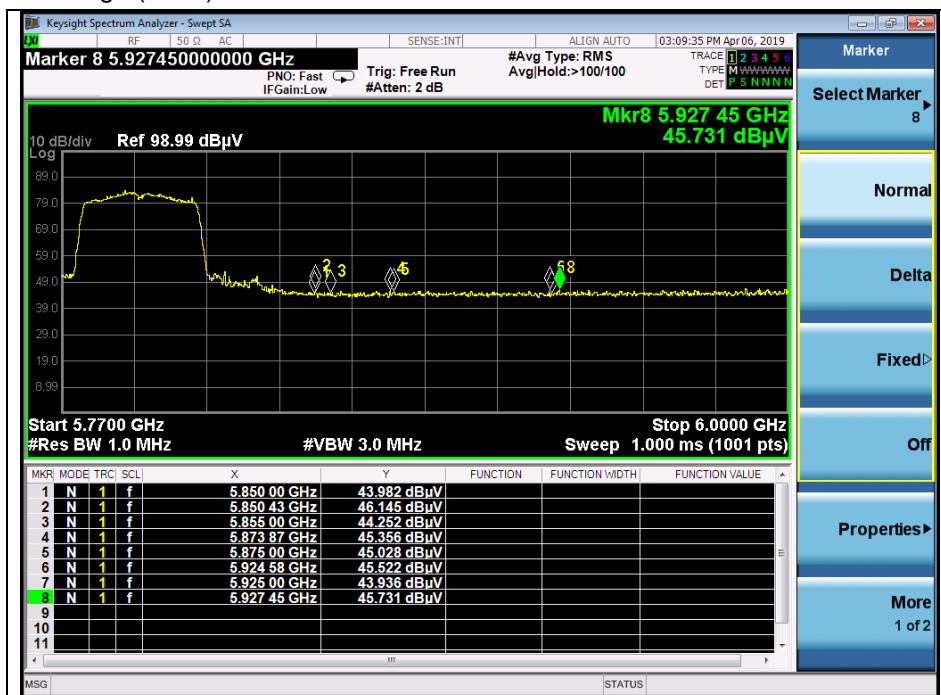 Keysight Spectrum Analyzer - Swept SA
LXI RF 50 Ω AC SENSE:INT ALIGN AUTO 03:09:35 PM Apr 06, 2019
Marker 8 5.927450000000 GHz
PNO: Fast
IFGain:Low
Trig: Free Run
#Atten: 2 dB
#Avg Type: RMS
Avg|Hold:>100/100
TRACE 1 2 3 4 5 6
TYPE M W W W W W
DET P S N N N N
Mkr8 5.927 45 GHz
45.731 dBµV
10 dB/div Ref 98.99 dBµV
Log
89.0
79.0
69.0
59.0
49.0
39.0
29.0
19.0
8.99
2 3 4 5 6 8
Start 5.7700 GHz Stop 6.0000 GHz
#Res BW 1.0 MHz #VBW 3.0 MHz Sweep 1.000 ms (1001 pts)
MKR MODE TRC SCL X Y FUNCTION FUNCTION WIDTH FUNCTION VALUE
1 N 1 f 5.850 00 GHz 43.982 dBµV
2 N 1 f 5.850 43 GHz 46.145 dBµV
3 N 1 f 5.855 00 GHz 44.252 dBµV
4 N 1 f 5.873 87 GHz 45.356 dBµV
5 N 1 f 5.875 00 GHz 45.028 dBµV
6 N 1 f 5.924 58 GHz 45.522 dBµV
7 N 1 f 5.925 00 GHz 43.936 dBµV
8 N 1 f 5.927 45 GHz 45.731 dBµV
9
10
11
MSG STATUS
Marker
Select Marker
8
Normal
Delta
Fixed
Off
Properties
More
1 of 2